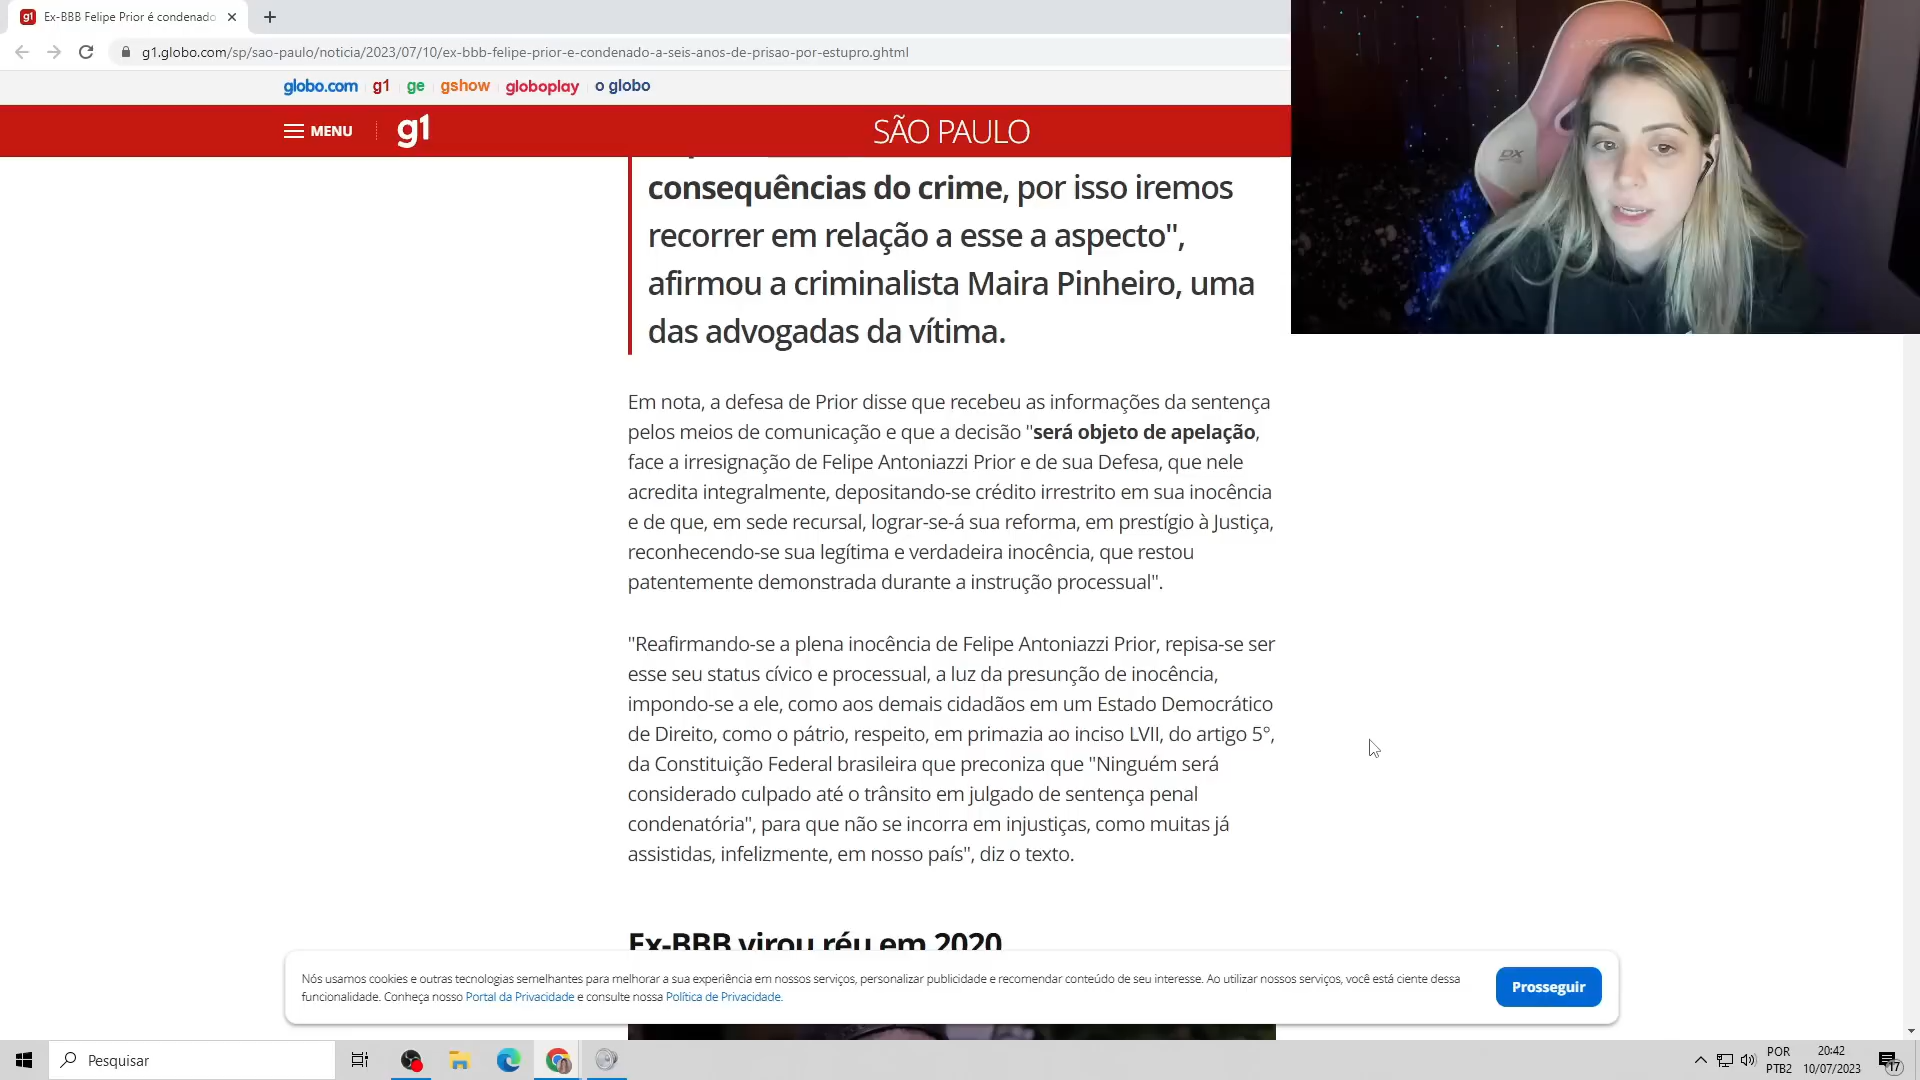 Ex-BBB Felipe Prior é condenado
g1.globo.com/sp/sao-paulo/noticia/2023/07/10/ex-bbb-felipe-prior-e-condenado-a-seis-anos-de-prisao-por-estupro.ghtml
globo.com g1 ge gshow globoplay o globo
MENU g1 SÃO PAULO
consequências do crime, por isso iremos
recorrer em relação a esse a aspecto",
afirmou a criminalista Maira Pinheiro, uma
das advogadas da vítima.
Em nota, a defesa de Prior disse que recebeu as informações da sentença
pelos meios de comunicação e que a decisão "será objeto de apelação,
face a irresignação de Felipe Antoniazzi Prior e de sua Defesa, que nele
acredita integralmente, depositando-se crédito irrestrito em sua inocência
e de que, em sede recursal, lograr-se-á sua reforma, em prestígio à Justiça,
reconhecendo-se sua legítima e verdadeira inocência, que restou
patentemente demonstrada durante a instrução processual".
"Reafirmando-se a plena inocência de Felipe Antoniazzi Prior, repisa-se ser
esse seu status cívico e processual, a luz da presunção de inocência,
impondo-se a ele, como aos demais cidadãos em um Estado Democrático
de Direito, como o pátrio, respeito, em primazia ao inciso LVII, do artigo 5°,
da Constituição Federal brasileira que preconiza que "Ninguém será
considerado culpado até o trânsito em julgado de sentença penal
condenatória", para que não se incorra em injustiças, como muitas já
assistidas, infelizmente, em nosso país", diz o texto.
Ex-BBB virou réu em 2020
Nós usamos cookies e outras tecnologias semelhantes para melhorar a sua experiência em nossos serviços, personalizar publicidade e recomendar conteúdo de seu interesse. Ao utilizar nossos serviços, você está ciente dessa
funcionalidade. Conheça nosso Portal da Privacidade e consulte nossa Política de Privacidade.
Prosseguir
Pesquisar
POR
PTB2
20:42
10/07/2023
17
DX